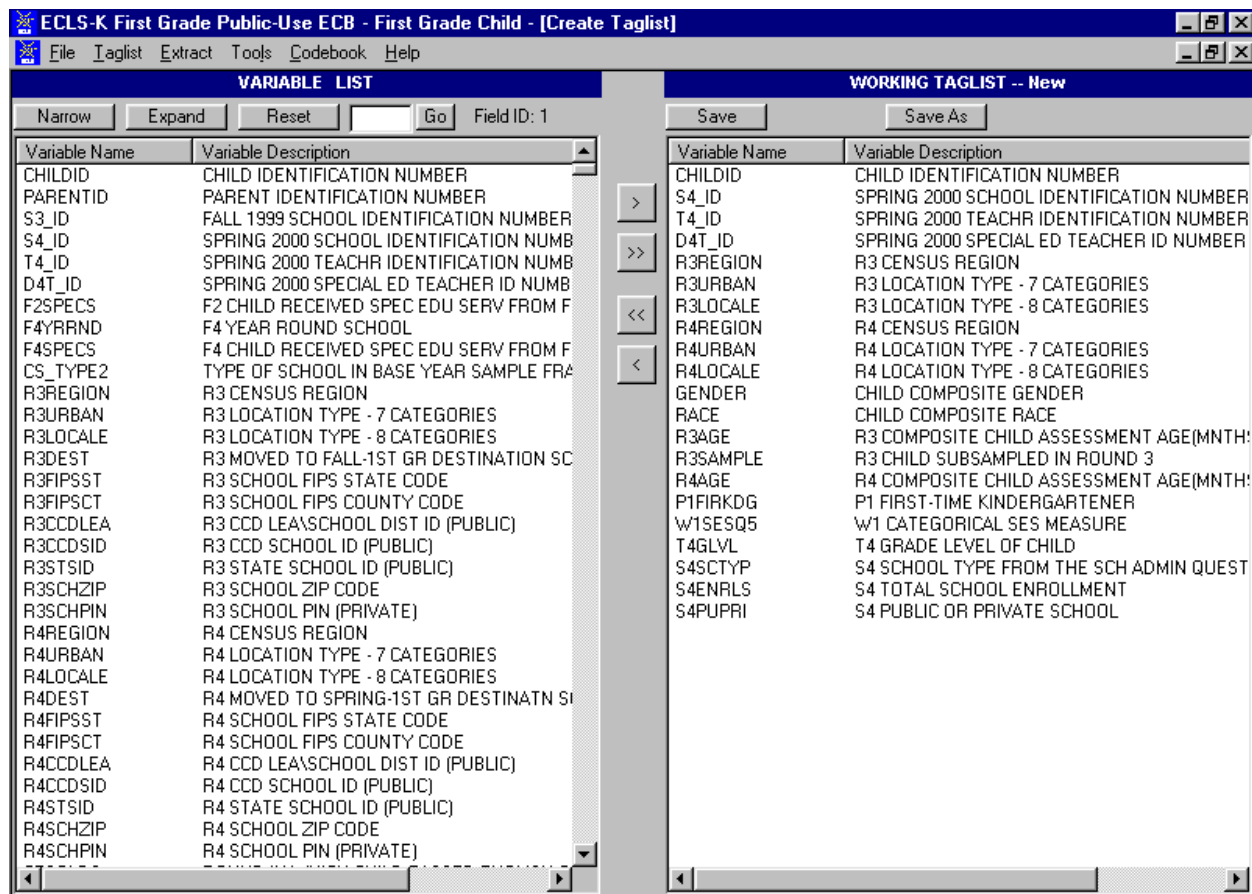 ECLS-K First Grade Public-Use ECB - First Grade Child - [Create Taglist]
File Taglist Extract Tools Codebook Help
VARIABLE LIST
Narrow Expand Reset Go Field ID: 1
Variable Name Variable Description
CHILDID CHILD IDENTIFICATION NUMBER
PARENTID PARENT IDENTIFICATION NUMBER
S3_ID FALL 1999 SCHOOL IDENTIFICATION NUMBER
S4_ID SPRING 2000 SCHOOL IDENTIFICATION NUMB
T4_ID SPRING 2000 TEACHR IDENTIFICATION NUMB
D4T_ID SPRING 2000 SPECIAL ED TEACHER ID NUMB
F2SPECS F2 CHILD RECEIVED SPEC EDU SERV FROM F
F4YRRND F4 YEAR ROUND SCHOOL
F4SPECS F4 CHILD RECEIVED SPEC EDU SERV FROM F
CS_TYPE2 TYPE OF SCHOOL IN BASE YEAR SAMPLE FRA
R3REGION R3 CENSUS REGION
R3URBAN R3 LOCATION TYPE - 7 CATEGORIES
R3LOCALE R3 LOCATION TYPE - 8 CATEGORIES
R3DEST R3 MOVED TO FALL-1ST GR DESTINATION SC
R3FIPSST R3 SCHOOL FIPS STATE CODE
R3FIPSCT R3 SCHOOL FIPS COUNTY CODE
R3CCDLEA R3 CCD LEA\SCHOOL DIST ID (PUBLIC)
R3CCDSID R3 CCD SCHOOL ID (PUBLIC)
R3STSID R3 STATE SCHOOL ID (PUBLIC)
R3SCHZIP R3 SCHOOL ZIP CODE
R3SCHPIN R3 SCHOOL PIN (PRIVATE)
R4REGION R4 CENSUS REGION
R4URBAN R4 LOCATION TYPE - 7 CATEGORIES
R4LOCALE R4 LOCATION TYPE - 8 CATEGORIES
R4DEST R4 MOVED TO SPRING-1ST GR DESTINATN S
R4FIPSST R4 SCHOOL FIPS STATE CODE
R4FIPSCT R4 SCHOOL FIPS COUNTY CODE
R4CCDLEA R4 CCD LEA\SCHOOL DIST ID (PUBLIC)
R4CCDSID R4 CCD SCHOOL ID (PUBLIC)
R4STSID R4 STATE SCHOOL ID (PUBLIC)
R4SCHZIP R4 SCHOOL ZIP CODE
R4SCHPIN R4 SCHOOL PIN (PRIVATE)
>
>>
<<
<
WORKING TAGLIST -- New
Save Save As
Variable Name Variable Description
CHILDID CHILD IDENTIFICATION NUMBER
S4_ID SPRING 2000 SCHOOL IDENTIFICATION NUMBER
T4_ID SPRING 2000 TEACHR IDENTIFICATION NUMBER
D4T_ID SPRING 2000 SPECIAL ED TEACHER ID NUMBER
R3REGION R3 CENSUS REGION
R3URBAN R3 LOCATION TYPE - 7 CATEGORIES
R3LOCALE R3 LOCATION TYPE - 8 CATEGORIES
R4REGION R4 CENSUS REGION
R4URBAN R4 LOCATION TYPE - 7 CATEGORIES
R4LOCALE R4 LOCATION TYPE - 8 CATEGORIES
GENDER CHILD COMPOSITE GENDER
RACE CHILD COMPOSITE RACE
R3AGE R3 COMPOSITE CHILD ASSESSMENT AGE(MNTHS
R3SAMPLE R3 CHILD SUBSAMPLED IN ROUND 3
R4AGE R4 COMPOSITE CHILD ASSESSMENT AGE(MNTHS
P1FIRKDG P1 FIRST-TIME KINDERGARTENER
W1SESQ5 W1 CATEGORICAL SES MEASURE
T4GLVL T4 GRADE LEVEL OF CHILD
S4SCTYP S4 SCHOOL TYPE FROM THE SCH ADMIN QUEST
S4ENRLS S4 TOTAL SCHOOL ENROLLMENT
S4PUPRI S4 PUBLIC OR PRIVATE SCHOOL